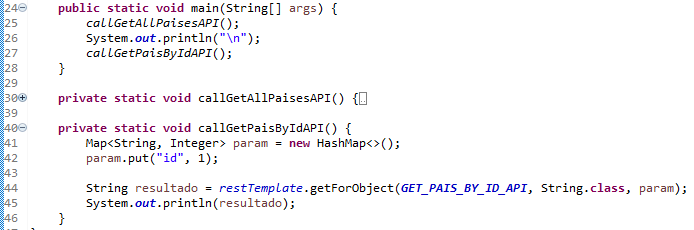 24 public static void main(String[] args) {
25 callGetAllPaisesAPI();
26 System.out.println("\n");
27 callGetPaisByIdAPI();
28 }
29
30 private static void callGetAllPaisesAPI() {
39
40 private static void callGetPaisByIdAPI() {
41 Map<String, Integer> param = new HashMap<>();
42 param.put("id", 1);
43
44 String resultado = restTemplate.getForObject(GET_PAIS_BY_ID_API, String.class, param);
45 System.out.println(resultado);
46 }